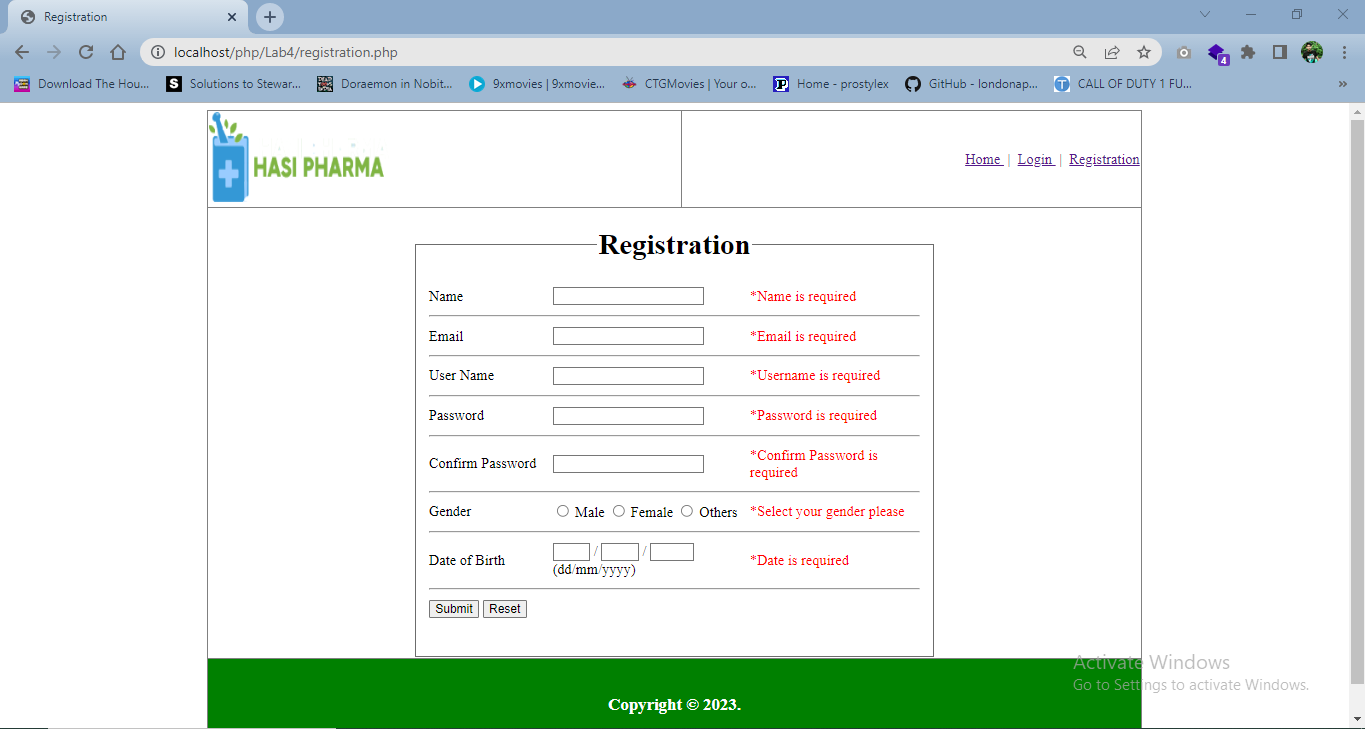 Registration
localhost/php/Lab4/registration.php
4
Download The Hou... S Solutions to Stewar... Doraemon in Nobit... 9xmovies | 9xmovie... CTGMovies | Your o... P Home - prostylex GitHub - londonap... T CALL OF DUTY 1 FU... »
HASI PHARMA
Home | Login | Registration
Registration
Name *Name is required
Email *Email is required
User Name *Username is required
Password *Password is required
Confirm Password *Confirm Password is
required
Gender Male Female Others *Select your gender please
Date of Birth / / *Date is required
(dd/mm/yyyy)
Submit Reset
Activate Windows
Go to Settings to activate Windows.
Copyright © 2023.